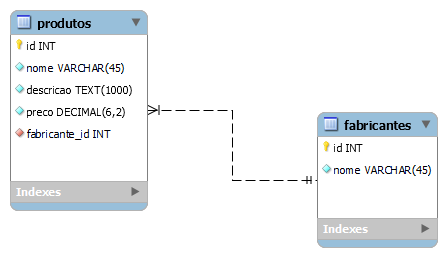 produtos
id INT
nome VARCHAR(45)
descricao TEXT(1000)
preco DECIMAL(6,2)
fabricante_id INT
Indexes
fabricantes
id INT
nome VARCHAR(45)
Indexes